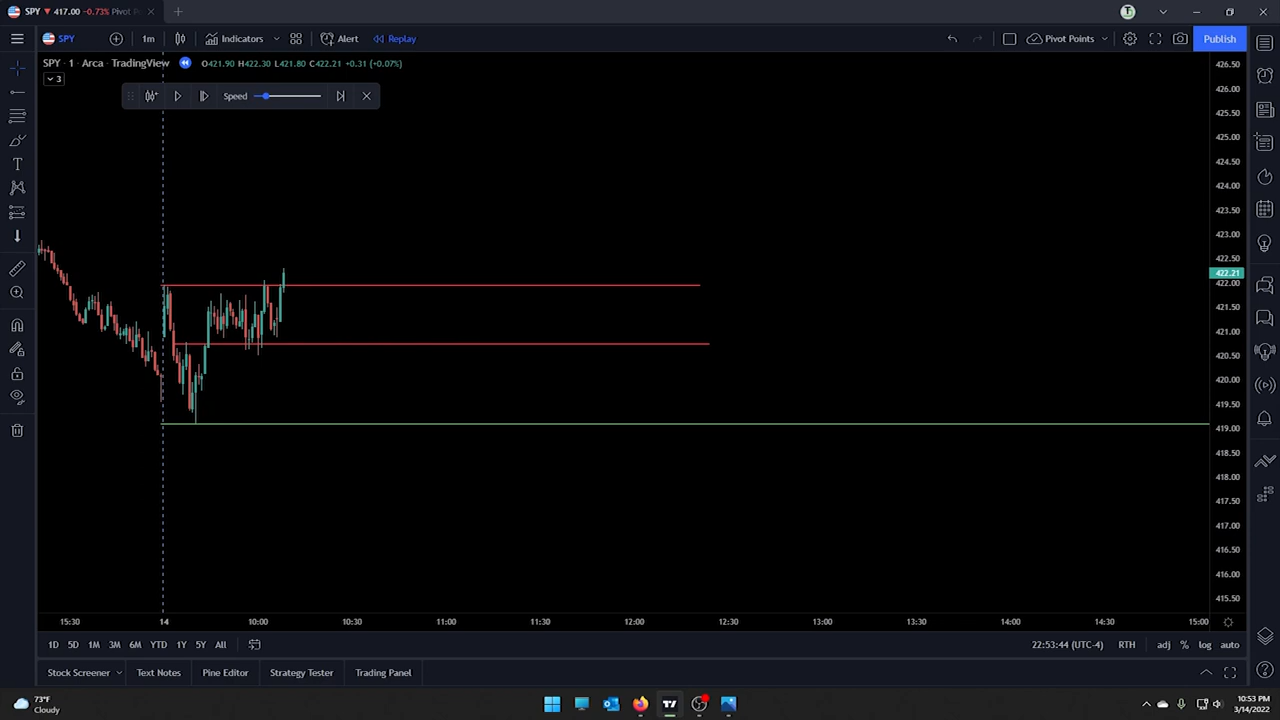 SPY ▼ 417.00 −0.73% Pivot Po
SPY 1m Indicators Alert Replay Pivot Points Publish
SPY · 1 · Arca · TradingView O421.90 H422.30 L421.80 C422.21 +0.31 (+0.07%)
3
Speed
426.50
426.00
425.50
425.00
424.50
424.00
423.50
423.00
422.50
422.21
422.00
421.50
421.00
420.50
420.00
419.50
419.00
418.50
418.00
417.50
417.00
416.50
416.00
415.50
15:30 14 10:00 10:30 11:00 11:30 12:00 12:30 13:00 13:30 14:00 14:30 15:00
1D 5D 1M 3M 6M YTD 1Y 5Y All 22:53:44 (UTC-4) RTH adj % log auto
Stock Screener Text Notes Pine Editor Strategy Tester Trading Panel
73°F
Cloudy
10:53 PM
3/14/2022